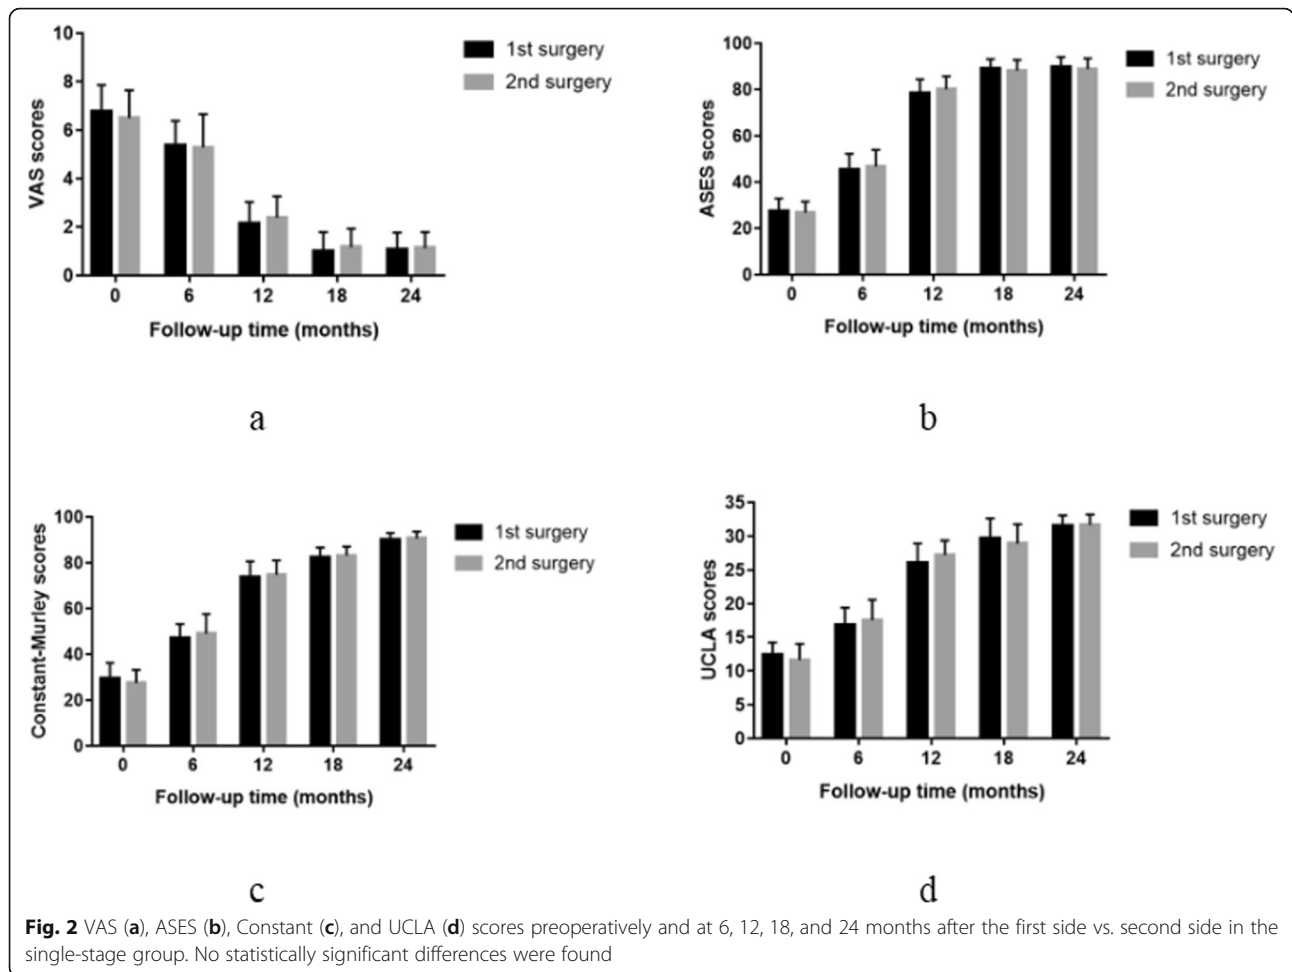 10
8
6
4
2
0
VAS scores
0 6 12 18 24
Follow-up time (months)
1st surgery
2nd surgery
a
100
80
60
40
20
0
ASES scores
0 6 12 18 24
Follow-up time (months)
1st surgery
2nd surgery
b
100
80
60
40
20
0
Constant-Murley scores
0 6 12 18 24
Follow-up time (months)
1st surgery
2nd surgery
c
35
30
25
20
15
10
5
0
UCLA scores
0 6 12 18 24
Follow-up time (months)
1st surgery
2nd surgery
d
Fig. 2 VAS (a), ASES (b), Constant (c), and UCLA (d) scores preoperatively and at 6, 12, 18, and 24 months after the first side vs. second side in the
single-stage group. No statistically significant differences were found